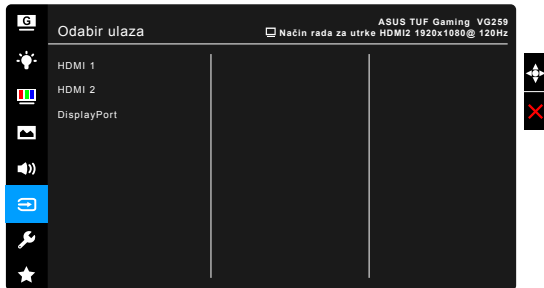 G
Odabir ulaza
ASUS TUF Gaming VG259
Način rada za utrke HDMI2 1920x1080@ 120Hz
HDMI 1
HDMI 2
DisplayPort